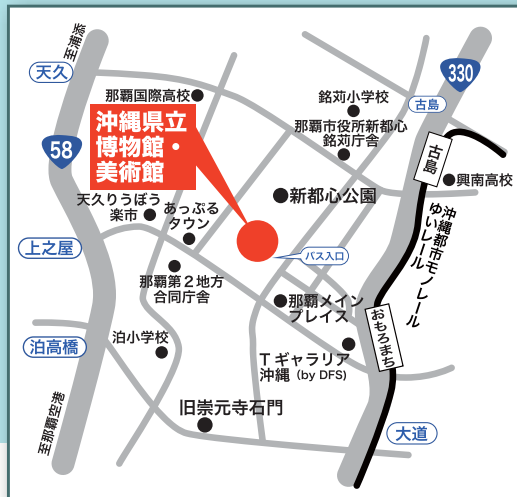 至浦添
天久
330
那覇国際高校
銘苅小学校
古島
沖縄県立
博物館・
美術館
那覇市役所新都心
銘苅庁舎
58
古島
興南高校
新都心公園
天久りうぼう
楽市
あっぷる
タウン
沖縄都市モノレール
ゆいレール
上之屋
バス入口
那覇第2地方
合同庁舎
那覇メイン
プレイス
おもろまち
泊高橋
泊小学校
Tギャラリア
沖縄 (by DFS)
旧崇元寺石門
至那覇空港
大道